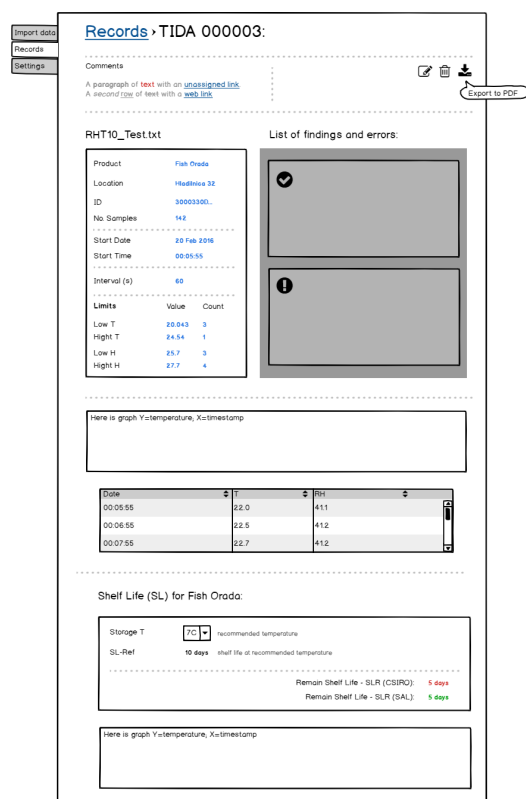 Import data
Records
Settings
Records › TIDA 000003:
Comments
A paragraph of text with an unassigned link
A second row of text with a web link
Export to PDF
RHT10_Test.txt
List of findings and errors:
Product Fish Orada
Location Hladilnica 32
ID 3000330D...
No. Samples 142
Start Date 20 Feb 2016
Start Time 00:05:55
Interval (s) 60
Limits Value Count
Low T 20.043 3
Hight T 24.54 1
Low H 25.7 3
Hight H 27.7 4
Here is graph Y=temperature, X=timestamp
Date T RH
00:05:55 22.0 41.1
00:06:55 22.5 41.2
00:07:55 22.7 41.2
Shelf Life (SL) for Fish Orada:
Storage T 7C recommended temperature
SL-Ref 10 days shelf life at recommended temperature
Remain Shelf Life - SLR (CSIRO): 5 days
Remain Shelf Life - SLR (SAL): 5 days
Here is graph Y=temperature, X=timestamp